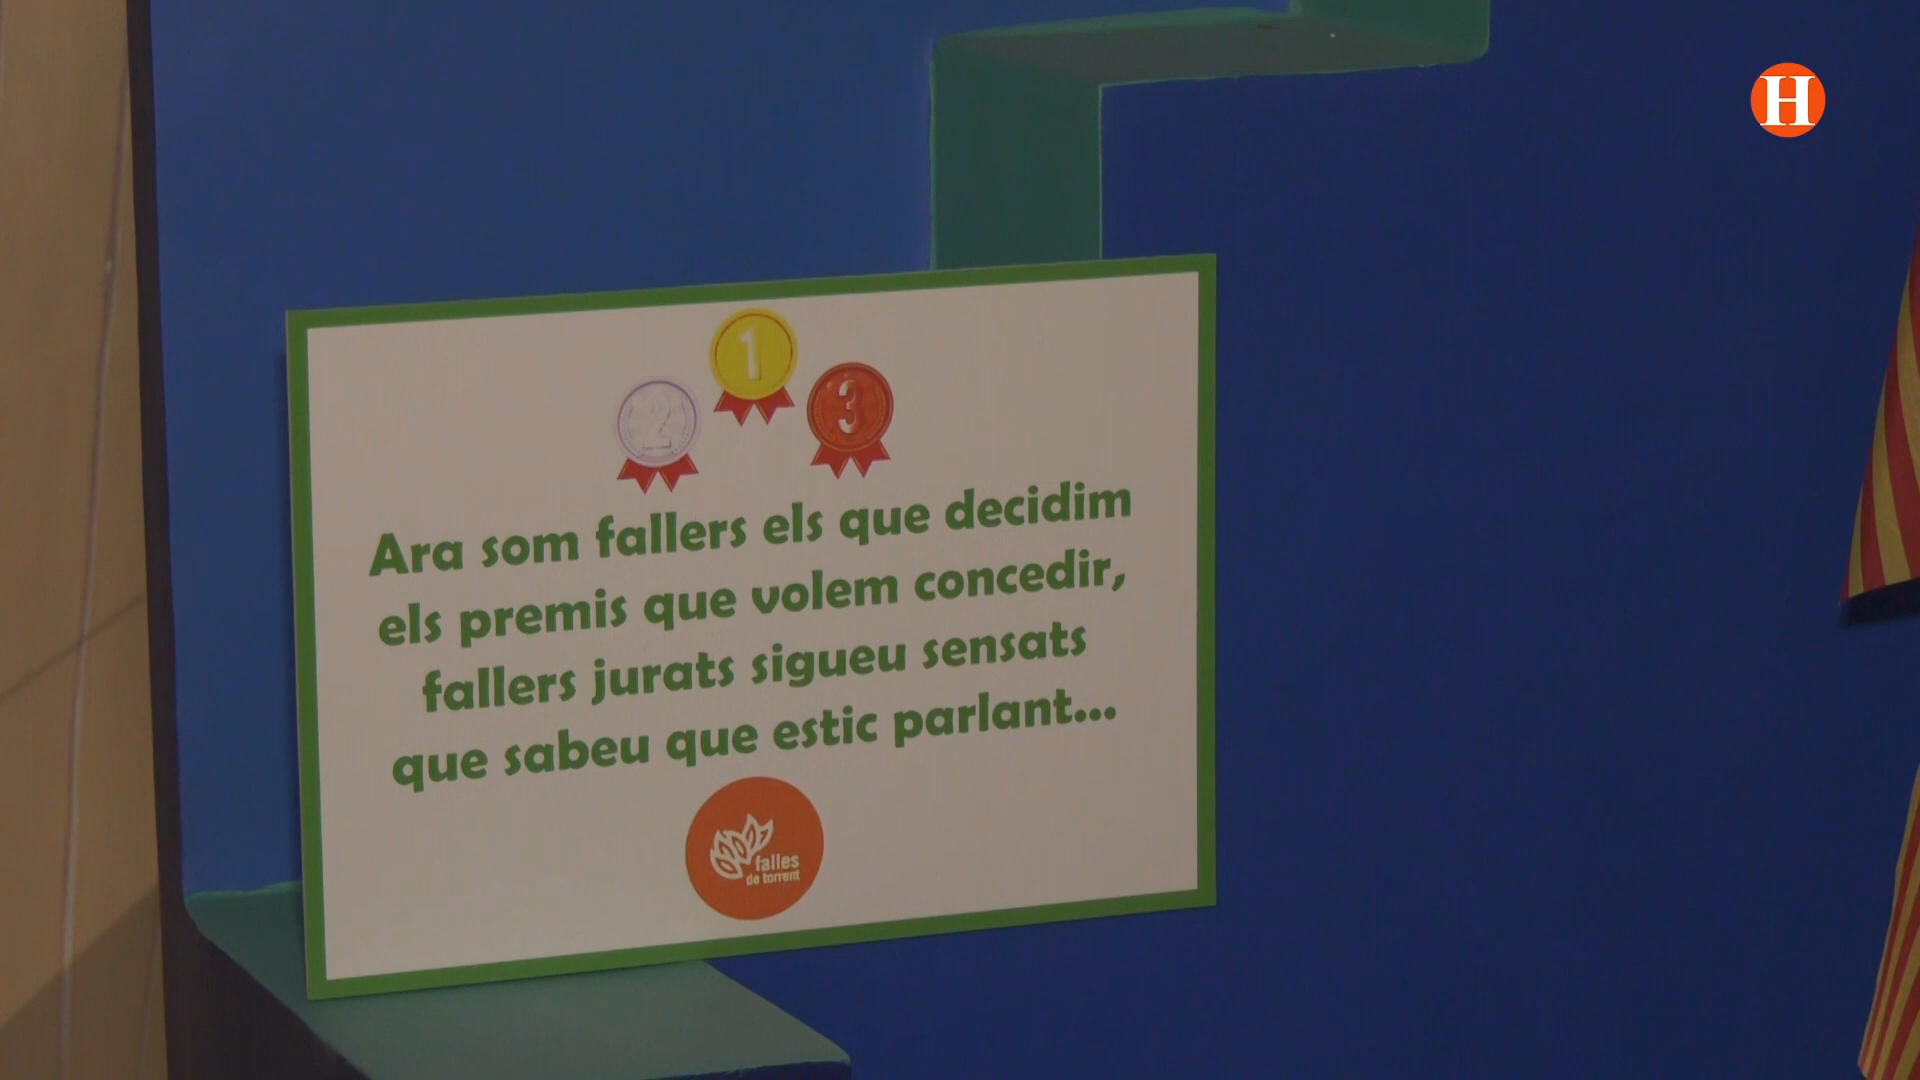 H
1
2
3
Ara som fallers els que decidim
els premis que volem concedir,
fallers jurats sigueu sensats
que sabeu que estic parlant...
falles
de torrent